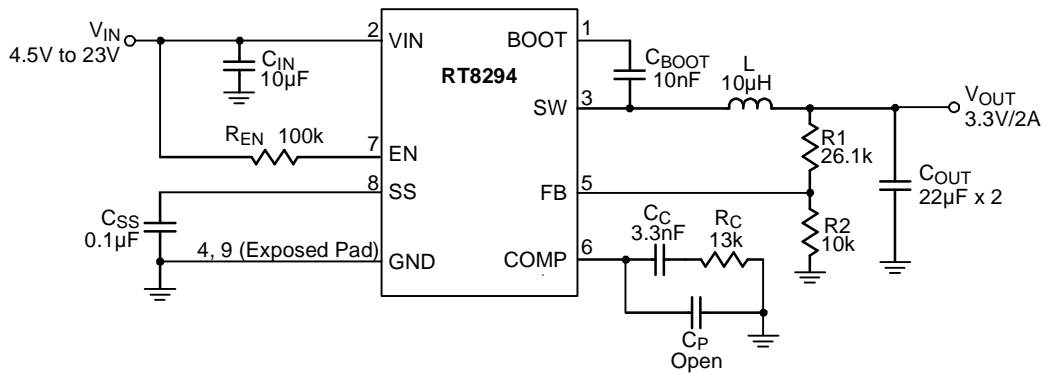 VIN
4.5V to 23V
CIN
10µF
2
VIN
BOOT
1
RT8294
CBOOT
10nF
L
10µH
SW
3
VOUT
3.3V/2A
REN 100k
7
EN
R1
26.1k
COUT
22µF x 2
8
SS
FB
5
CSS
0.1µF
R2
10k
4, 9 (Exposed Pad)
GND
COMP
6
CC
3.3nF
RC
13k
CP
Open